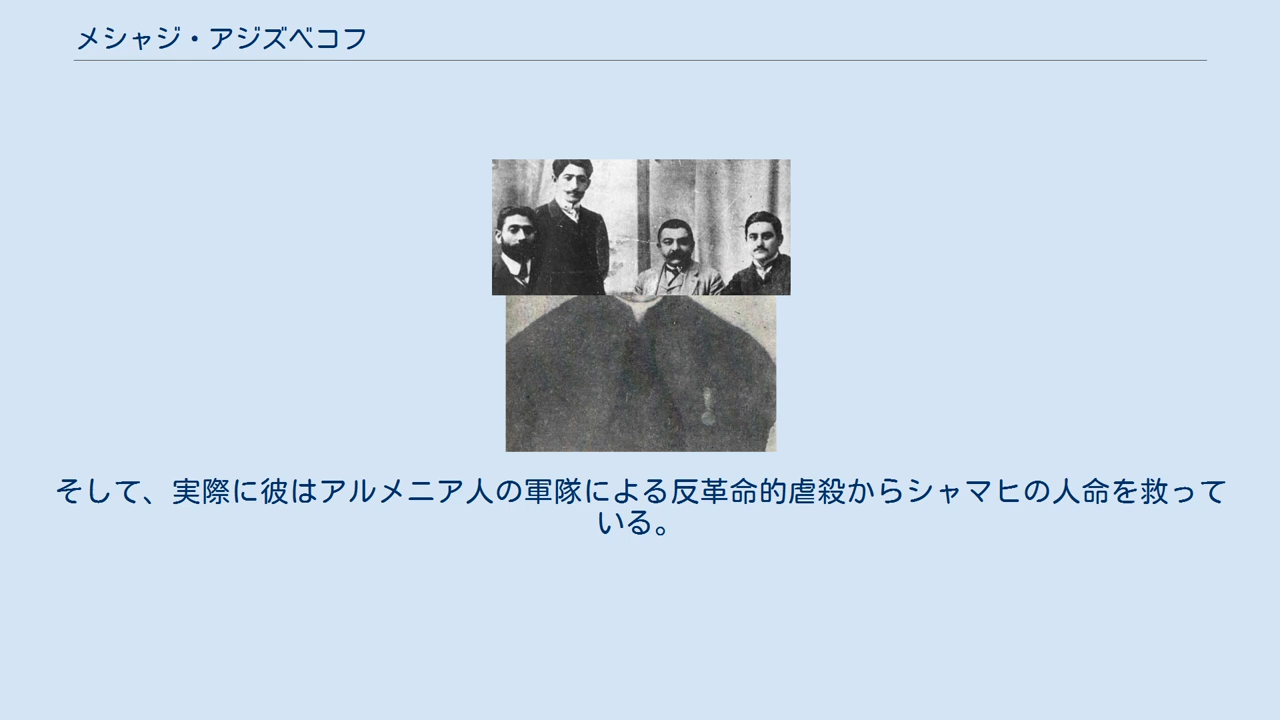 メシャジ・アジズベコフ
そして、実際に彼はアルメニア人の軍隊による反革命的虐殺からシャマヒの人命を救って
いる。